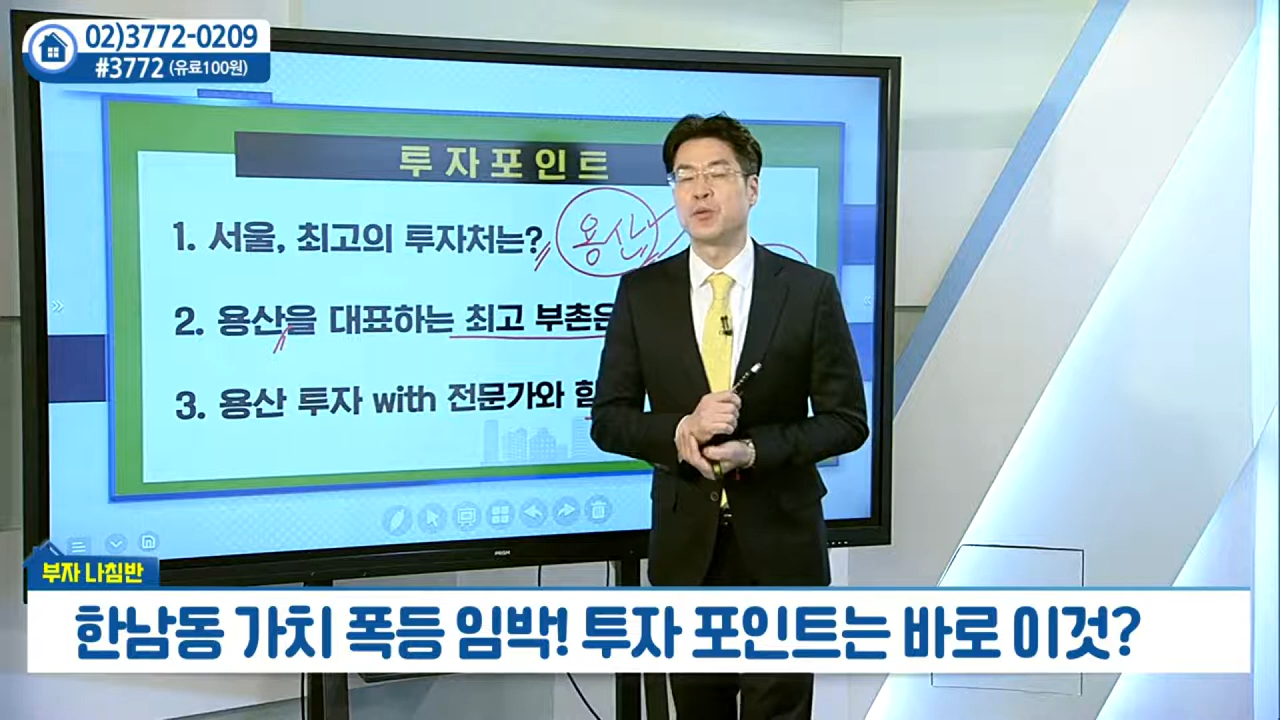 02)3772-0209
#3772 (유료100원)
투자포인트
1. 서울, 최고의 투자처는? 용산
2. 용산을 대표하는 최고 부촌은
3. 용산 투자 with 전문가와
PRISM
부자 나침반
한남동 가치 폭등 임박! 투자 포인트는 바로 이것?